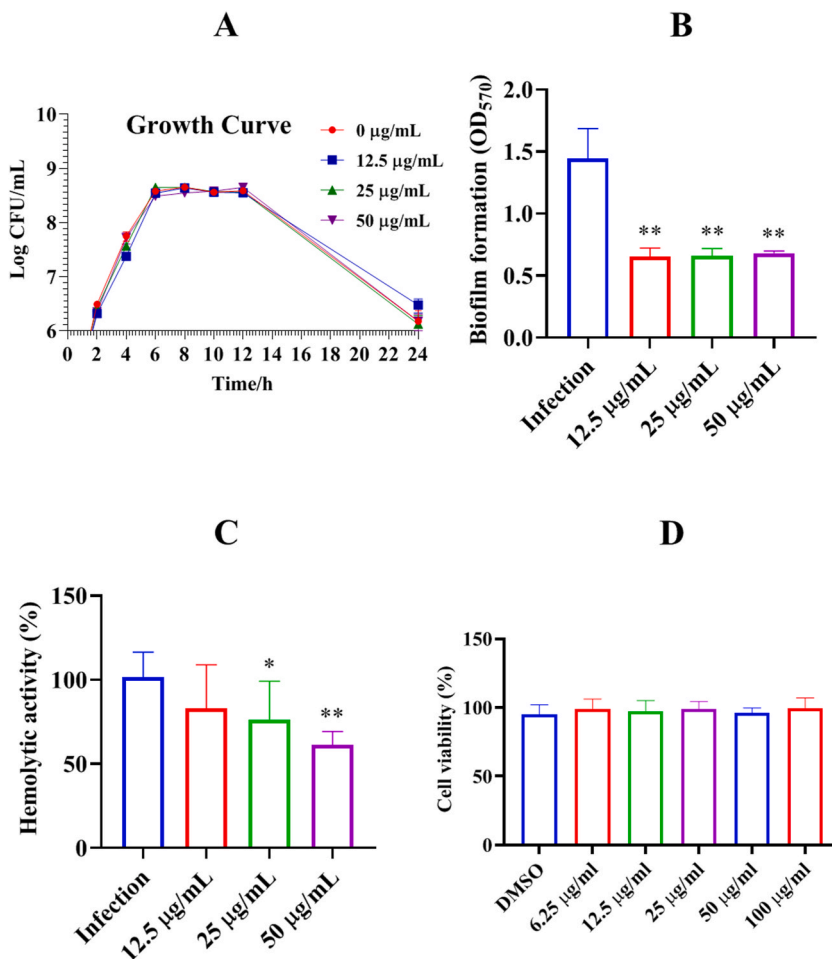 A
Growth Curve
Log CFU/mL
10
9
8
7
6
0 2 4 6 8 10 12 14 16 18 20 22 24
Time/h
0 μg/mL
12.5 μg/mL
25 μg/mL
50 μg/mL
B
Biofilm formation (OD570)
2.0
1.5
1.0
0.5
0.0
** ** **
Infection
12.5 μg/mL
25 μg/mL
50 μg/mL
C
Hemolytic activity (%)
150
100
50
0
* **
Infection
12.5 μg/mL
25 μg/mL
50 μg/mL
D
Cell viability (%)
150
100
50
0
DMSO
6.25 μg/ml
12.5 μg/ml
25 μg/ml
50 μg/ml
100 μg/ml